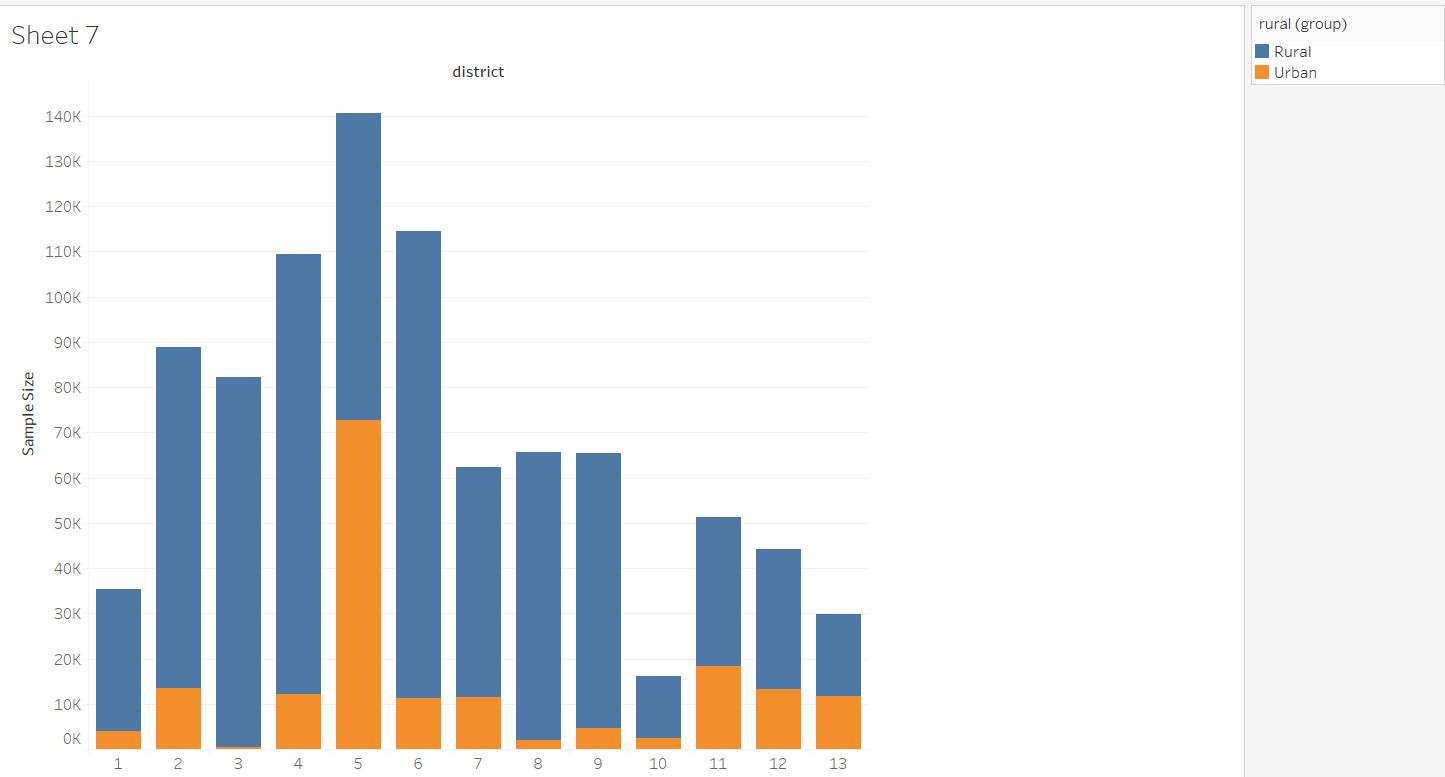 Sheet 7
rural (group)
Rural
Urban
district
Sample Size
140K
130K
120K
110K
100K
90K
80K
70K
60K
50K
40K
30K
20K
10K
0K
1 2 3 4 5 6 7 8 9 10 11 12 13